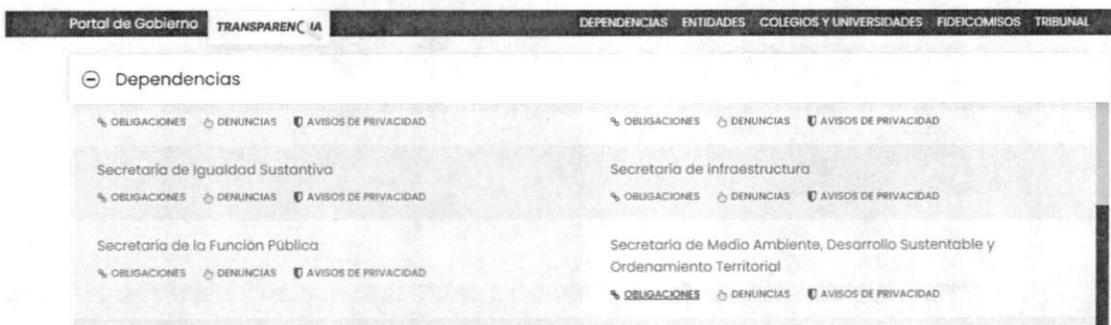 Portal de Gobierno TRANSPARENCIA DEPENDENCIAS ENTIDADES COLEGIOS Y UNIVERSIDADES FIDEICOMISOS TRIBUNAL
Dependencias
OBLIGACIONES DENUNCIAS AVISOS DE PRIVACIDAD
OBLIGACIONES DENUNCIAS AVISOS DE PRIVACIDAD
Secretaría de Igualdad Sustantiva
OBLIGACIONES DENUNCIAS AVISOS DE PRIVACIDAD
Secretaría de Infraestructura
OBLIGACIONES DENUNCIAS AVISOS DE PRIVACIDAD
Secretaría de la Función Pública
OBLIGACIONES DENUNCIAS AVISOS DE PRIVACIDAD
Secretaría de Medio Ambiente, Desarrollo Sustentable y
Ordenamiento Territorial
OBLIGACIONES DENUNCIAS AVISOS DE PRIVACIDAD